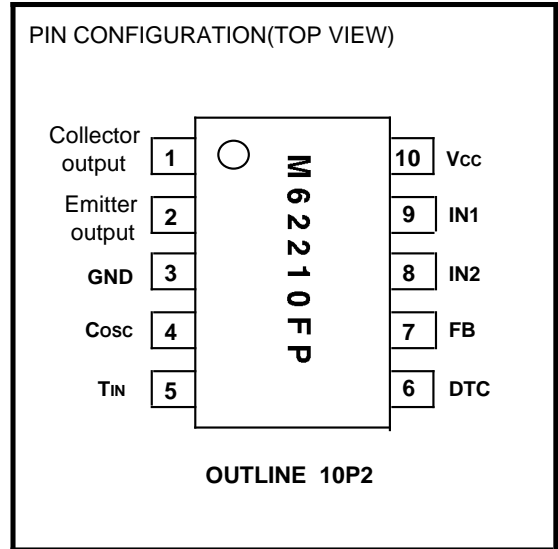 PIN CONFIGURATION(TOP VIEW)
Collector
output
1
Emitter
output
2
GND
3
Cosc
4
TIN
5
M62210FP
10
Vcc
9
IN1
8
IN2
7
FB
6
DTC
OUTLINE 10P2